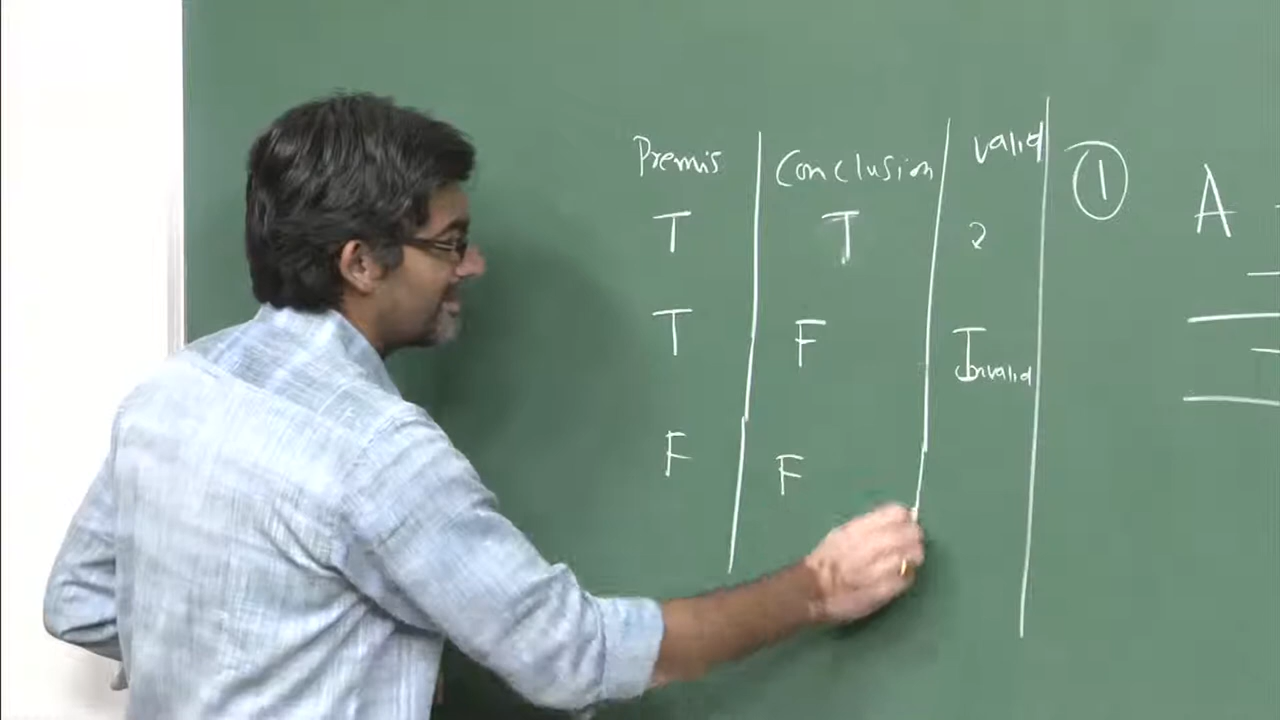 Premis Conclusion Valid ① A
T T ?
T F Invalid
F F